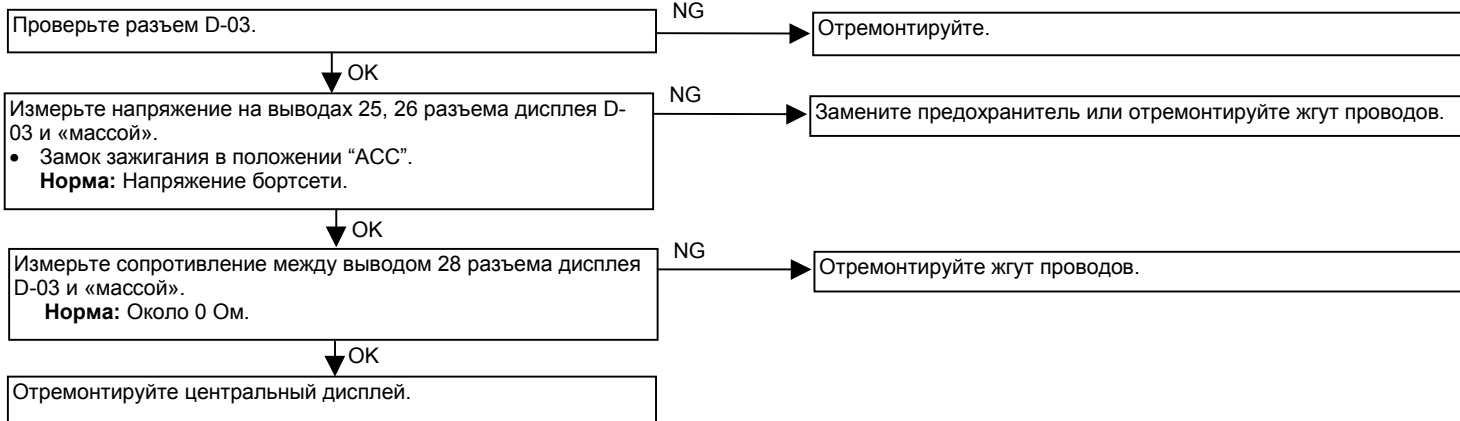 Проверьте разъем D-03.
NG
Отремонтируйте.
OK
Измерьте напряжение на выводах 25, 26 разъема дисплея D-
03 и «массой».
• Замок зажигания в положении “ACC”.
Норма: Напряжение бортсети.
NG
Замените предохранитель или отремонтируйте жгут проводов.
OK
Измерьте сопротивление между выводом 28 разъема дисплея
D-03 и «массой».
Норма: Около 0 Ом.
NG
Отремонтируйте жгут проводов.
OK
Отремонтируйте центральный дисплей.